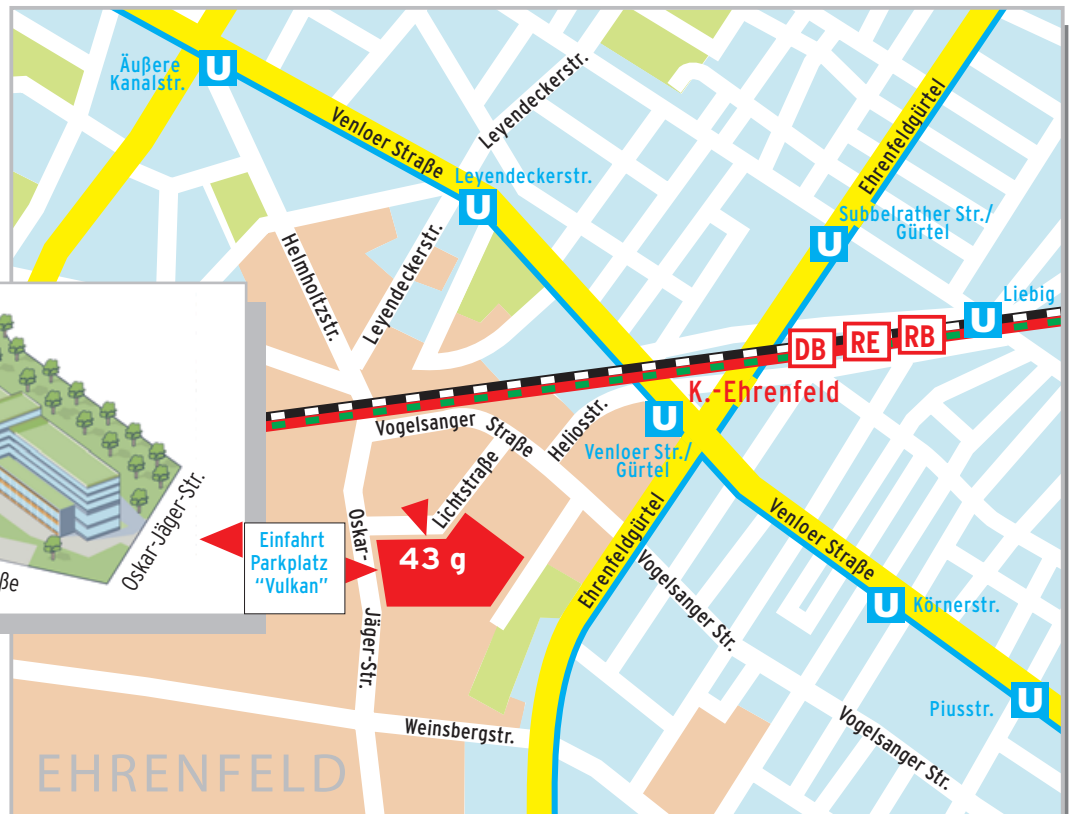 Äußere
Kanalstr.
U
Venloer Straße
Leyendeckerstr.
Leyendeckerstr.
U
Ehrenfeldgürtel
Subbelrather Str./
Gürtel
U
Helmholtzstr.
Leyendeckerstr.
Liebig
U
DB
RE
RB
K.-Ehrenfeld
Vogelsanger Straße
Heliosstr.
U
Venloer Str./
Gürtel
Lichtstraße
Oskar-Jäger-Str.
ße
Einfahrt
Parkplatz
“Vulkan”
Oskar-
Jäger-Str.
43 g
Ehrenfeldgürtel
Vogelsanger Str.
Venloer Straße
U
Körnerstr.
Piusstr.
U
Vogelsanger Str.
Weinsbergstr.
EHRENFELD